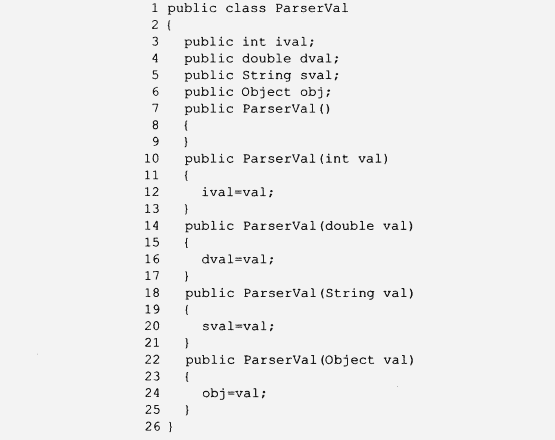 1 public class ParserVal
2 {
3 public int ival;
4 public double dval;
5 public String sval;
6 public Object obj;
7 public ParserVal()
8 {
9 }
10 public ParserVal(int val)
11 {
12 ival=val;
13 }
14 public ParserVal(double val)
15 {
16 dval=val;
17 }
18 public ParserVal(String val)
19 {
20 sval=val;
21 }
22 public ParserVal(Object val)
23 {
24 obj=val;
25 }
26 }